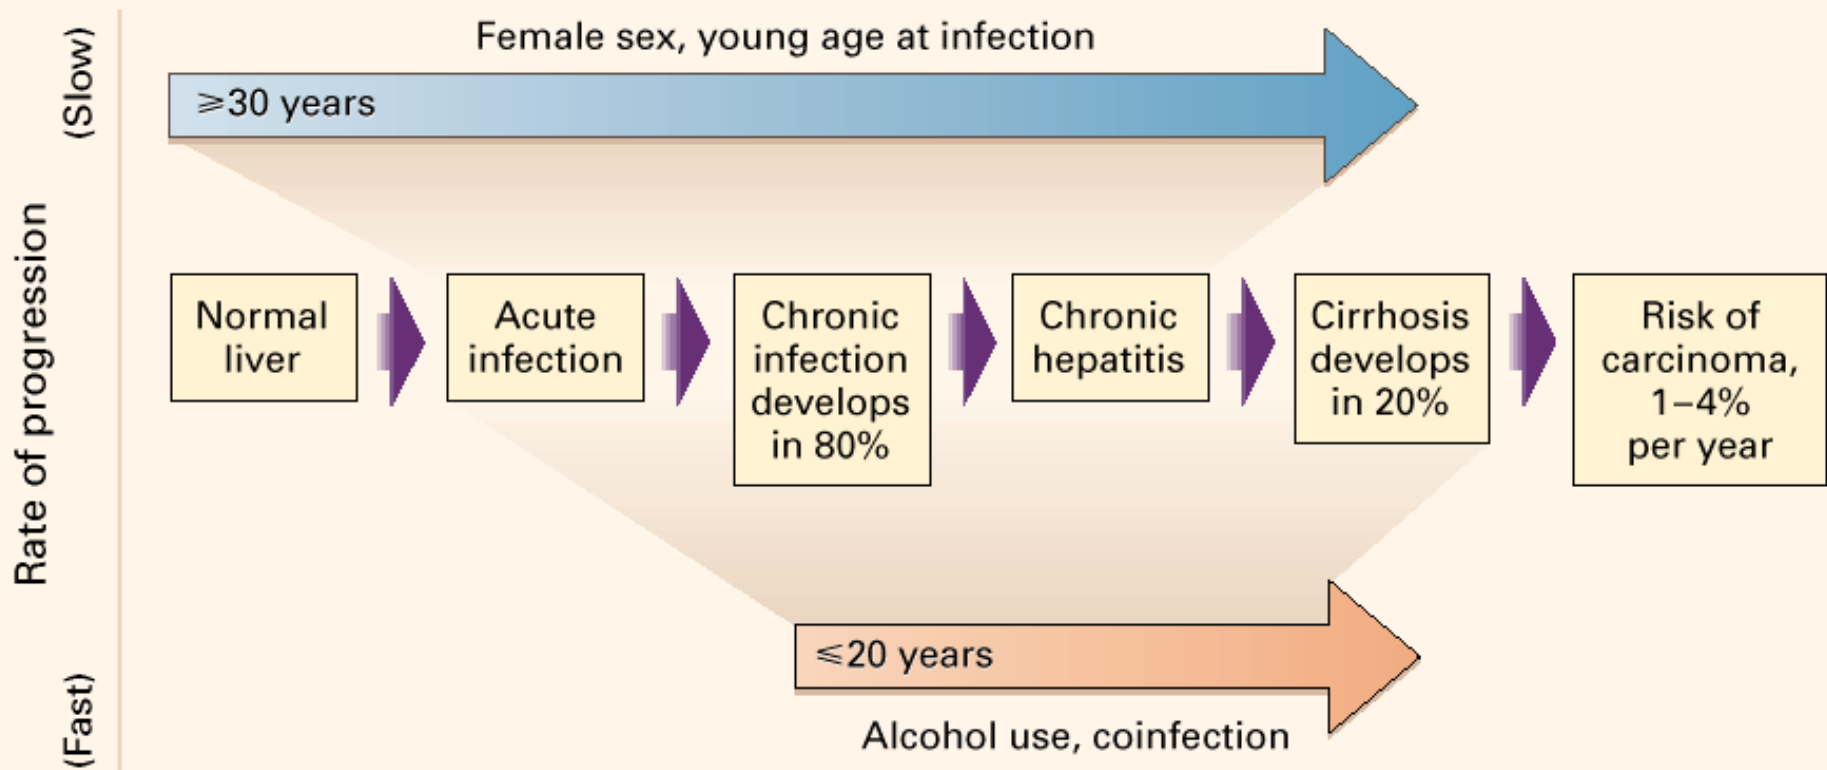 (Slow)
Rate of progression
(Fast)
Female sex, young age at infection
⩾30 years
Normal
liver
Acute
infection
Chronic
infection
develops
in 80%
Chronic
hepatitis
Cirrhosis
develops
in 20%
Risk of
carcinoma,
1–4%
per year
⩽20 years
Alcohol use, coinfection